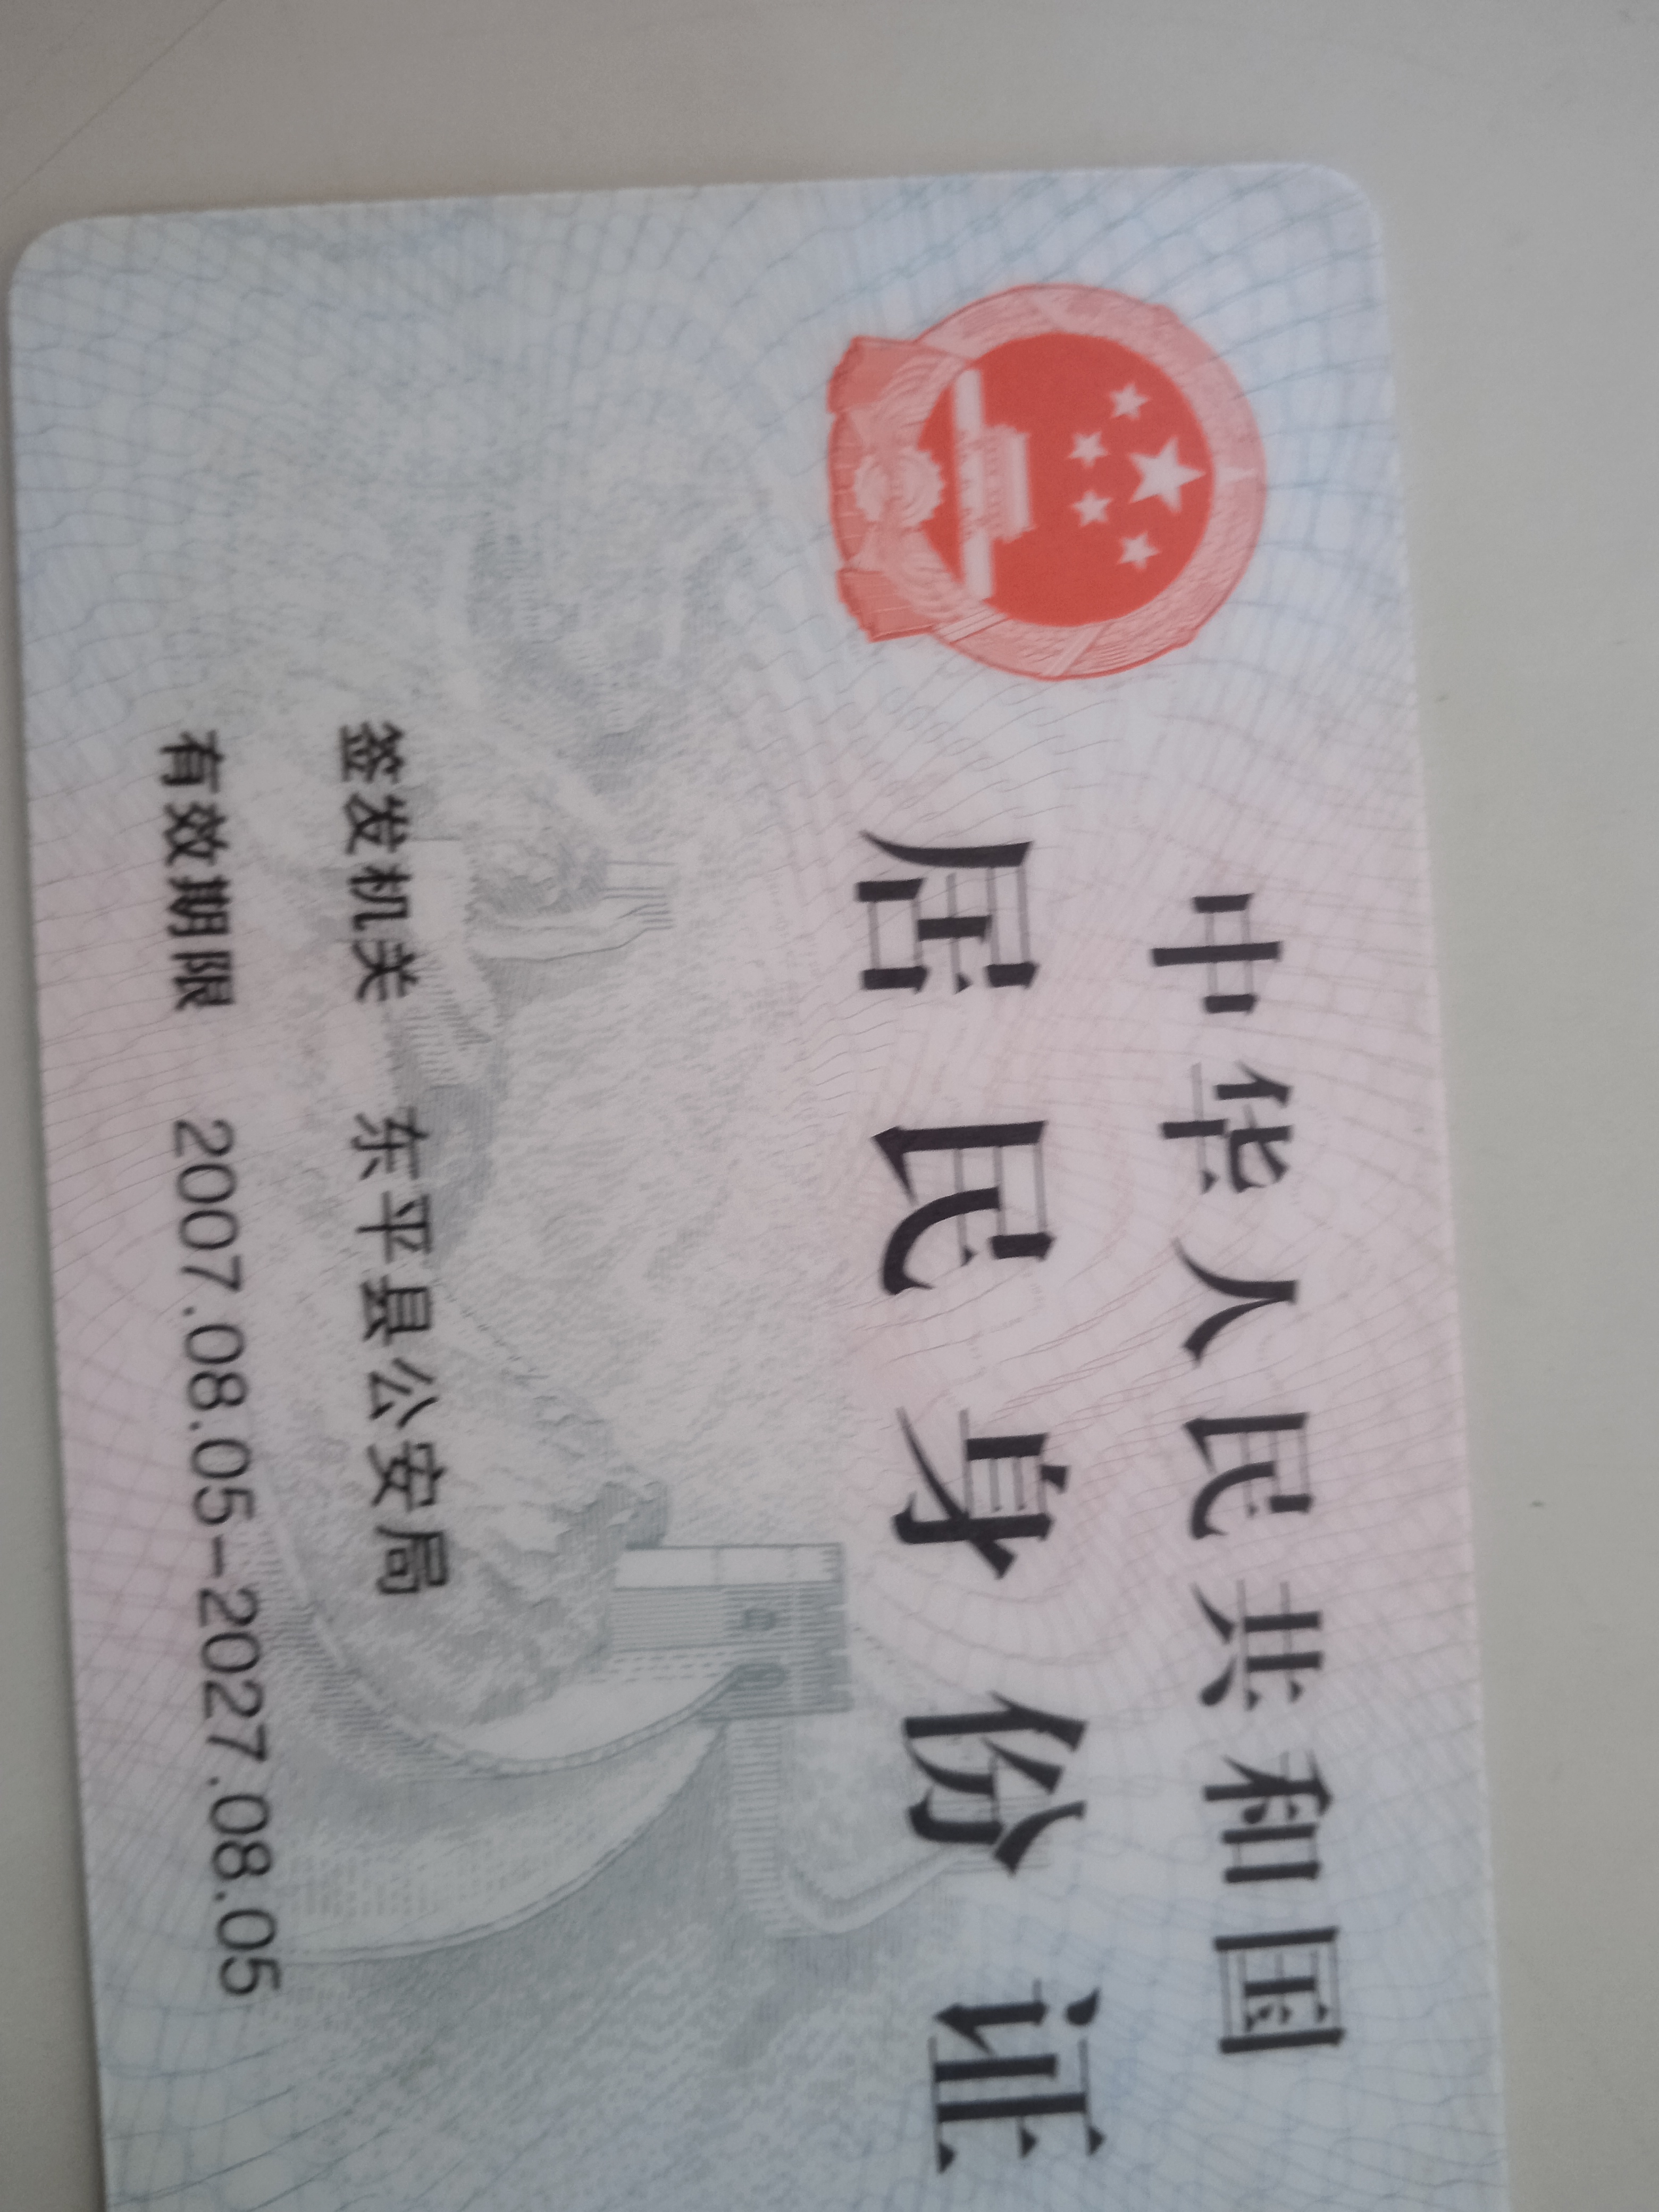 中华人民共和国
居民身份证
签发机关 东平县公安局
有效期限 2007.08.05-2027.08.05